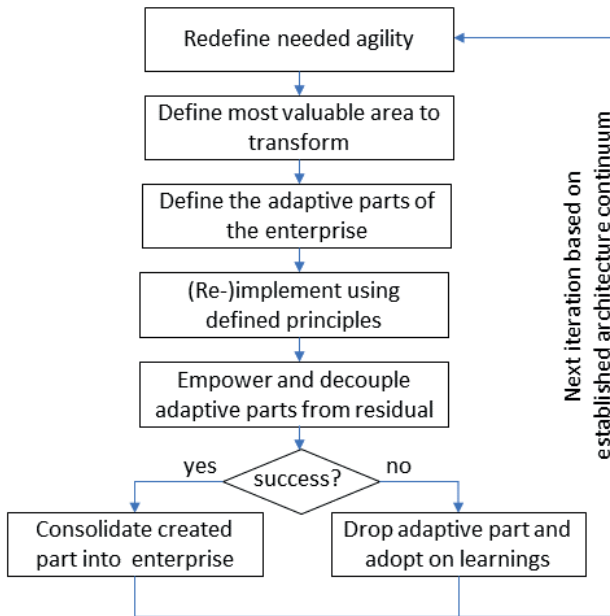 Redefine needed agility
Define most valuable area to
transform
Define the adaptive parts of
the enterprise
(Re-)implement using
defined principles
Empower and decouple
adaptive parts from residual
yes
success?
no
Consolidate created
part into enterprise
Drop adaptive part and
adopt on learnings
Next iteration based on
established architecture continuum